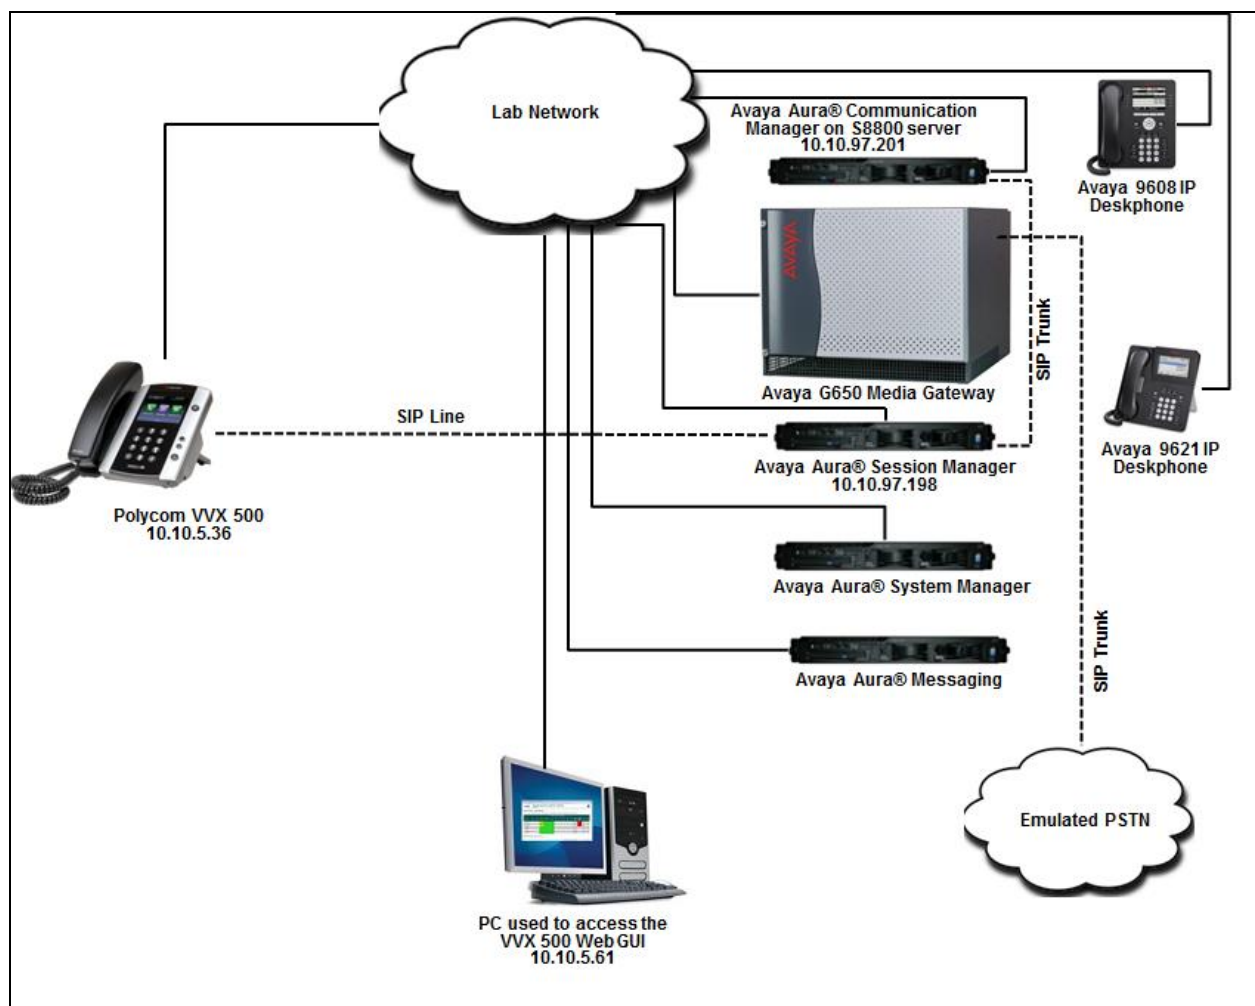 Lab Network
Avaya Aura® Communication
Manager on S8800 server
10.10.97.201
Avaya 9608 IP
Deskphone
AVAYA
SIP Trunk
Avaya G650 Media Gateway
SIP Line
Avaya 9621 IP
Deskphone
Avaya Aura® Session Manager
10.10.97.198
Polycom VVX 500
10.10.5.36
Avaya Aura® System Manager
SIP Trunk
Avaya Aura® Messaging
Emulated PSTN
PC used to access the
VVX 500 Web GUI
10.10.5.61